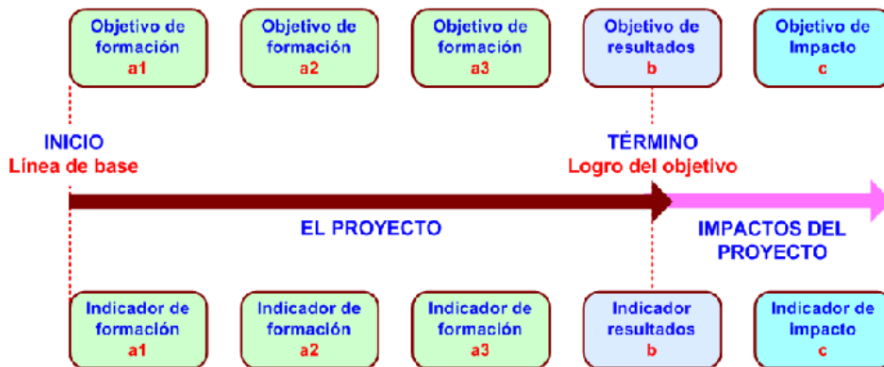 Objetivo de
formación
a1
Objetivo de
formación
a2
Objetivo de
formación
a3
Objetivo de
resultados
b
Objetivo de
Impacto
c
INICIO
Línea de base
TÉRMINO
Logro del objetivo
EL PROYECTO
IMPACTOS DEL
PROYECTO
Indicador de
formación
a1
Indicador de
formación
a2
Indicador de
formación
a3
Indicador
resultados
b
Indicador de
impacto
c